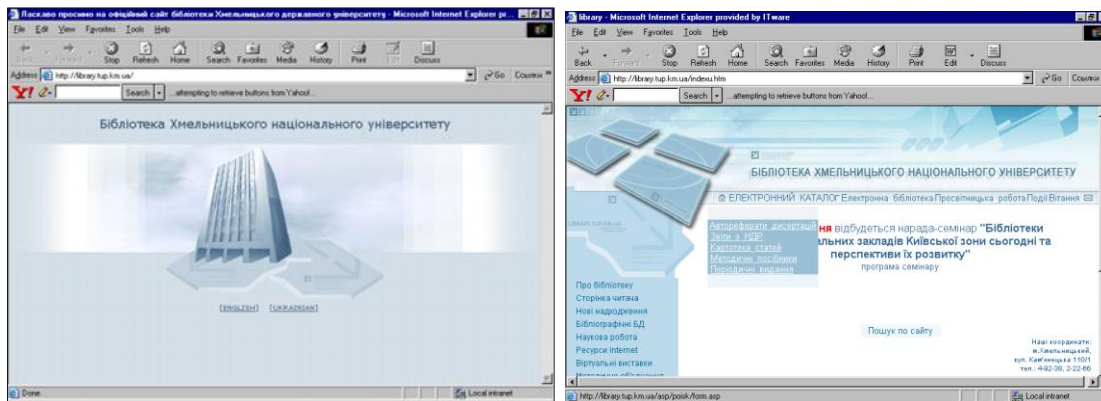 Ласкаво просимо на офіційний сайт бібліотеки Хмельницького державного університету - Microsoft Internet Explorer pr...
File Edit View Favorites Tools Help
Back Forward Stop Refresh Home Search Favorites Media History Print Edit Discuss
Address http://library.tup.km.ua/ Go Ссылки »
Y! Search ...attempting to retrieve buttons from Yahoo!...
Бібліотека Хмельницького національного університету
[ENGLISH] [UKRAINIAN]
Done Local intranet
library - Microsoft Internet Explorer provided by ITware
File Edit View Favorites Tools Help
Back Forward Stop Refresh Home Search Favorites Media History Print Edit Discuss
Address http://library.tup.km.ua/indexu.htm Go Ссылки
Y! Search ...attempting to retrieve buttons from Yahoo!...
БІБЛІОТЕКА ХМЕЛЬНИЦЬКОГО НАЦІОНАЛЬНОГО УНІВЕРСИТЕТУ
ЕЛЕКТРОННИЙ КАТАЛОГ Електронна бібліотека Просвітницька робота Події Вітання
LIBRARY.TUP.KM.UA
Автореферати дисертацій
Звіти з НДР
Картотека статей
Методичні посібники
Періодичні видання
ня відбудеться нарада-семінар "Бібліотеки
альних закладів Київської зони сьогодні та
перспективи їх розвитку"
програма семінару
Про бібліотеку
Сторінка читача
Нові надходження
Бібліографічні БД
Наукова робота
Ресурси Internet
Віртуальні виставки
Пошук по сайту
Наші координати:
м.Хмельницький,
вул. Кам'янецька 110/1
тел.: 4-92-08, 2-22-66
http://library.tup.km.ua/asp/poisk/form.asp Local intranet